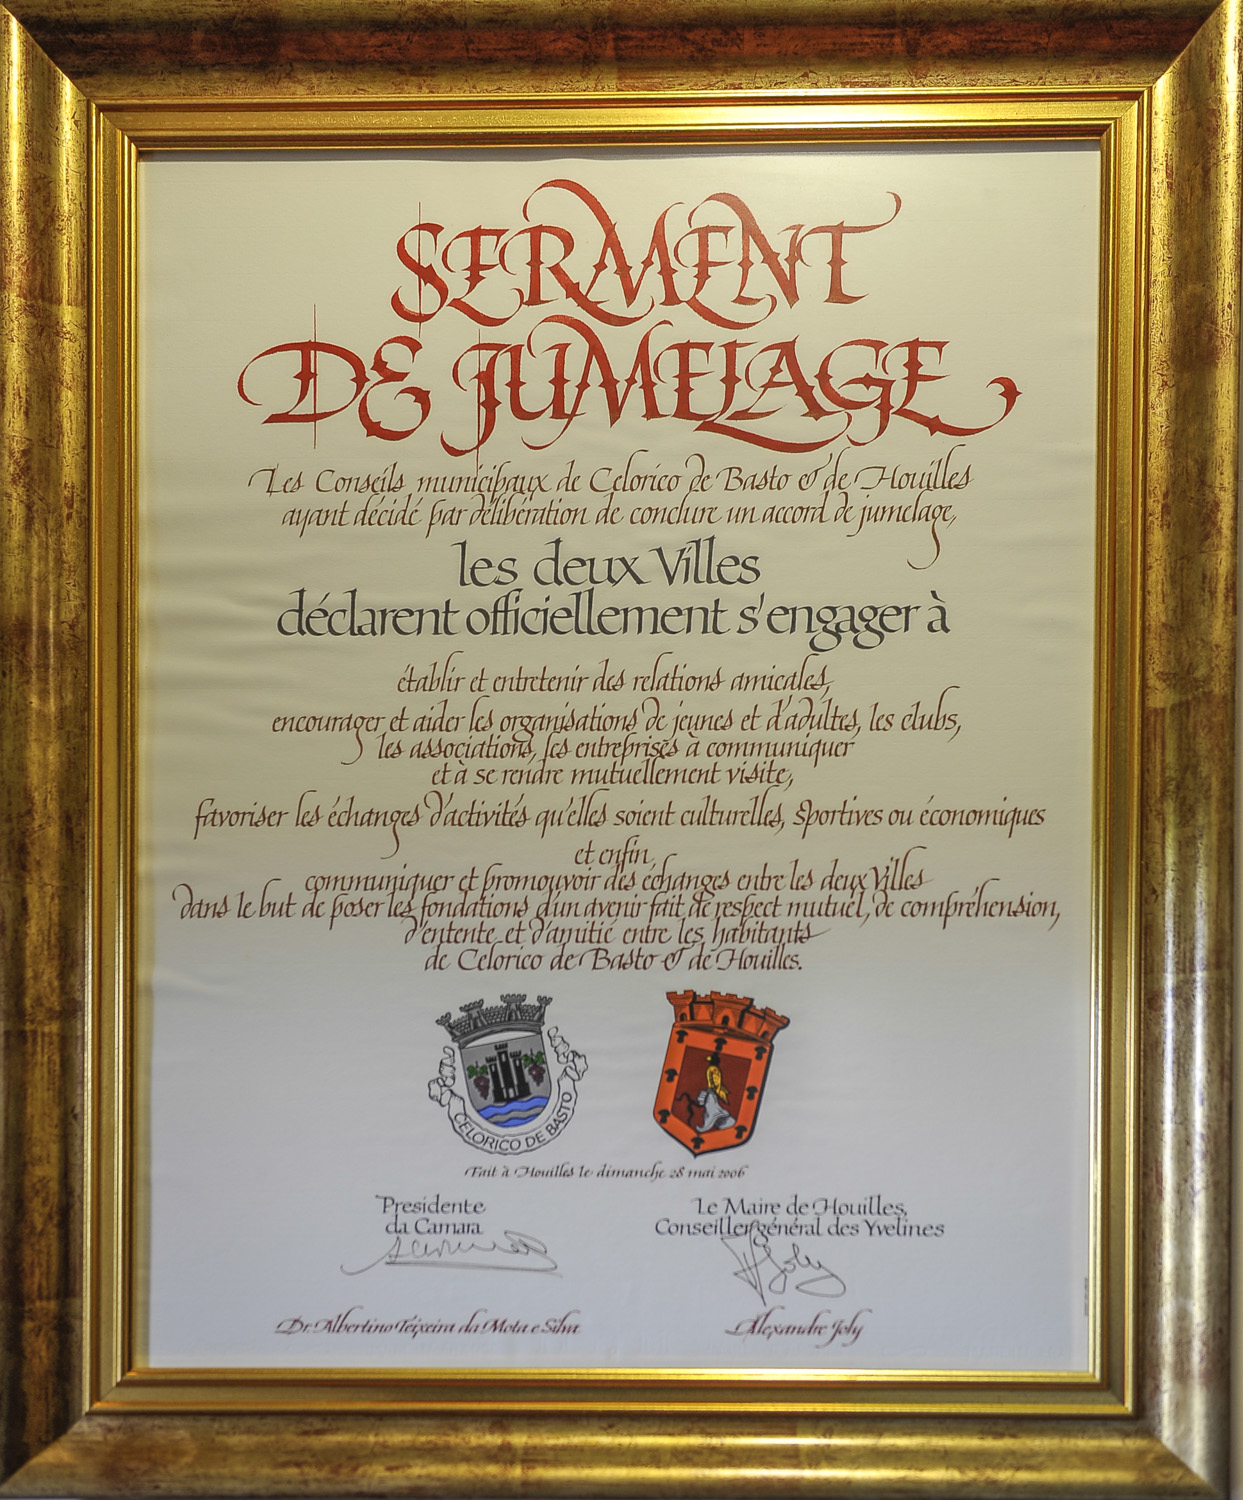 SERMENT
DE JUMELAGE
Les Conseils municipaux de Celorico de Basto & de Houilles
ayant décidé par délibération de conclure un accord de jumelage,
les deux Villes
déclarent officiellement s'engager à
établir et entretenir des relations amicales,
encourager et aider les organisations de jeunes et d'adultes, les clubs,
les associations, les entreprises à communiquer
et à se rendre mutuellement visite,
favoriser les échanges d'activités qu'elles soient culturelles, sportives ou économiques
et enfin,
communiquer et promouvoir des échanges entre les deux Villes
dans le but de poser les fondations d'un avenir fait de respect mutuel, de compréhension,
d'entente et d'amitié entre les habitants
de Celorico de Basto & de Houilles.
CELORICO DE BASTO
Fait à Houilles le dimanche 28 mai 2006
Presidente
da Camara
Le Maire de Houilles,
Conseiller général des Yvelines
AJoly
Dr. Albertino Teixeira da Mota e Silva
Alexandre Joly